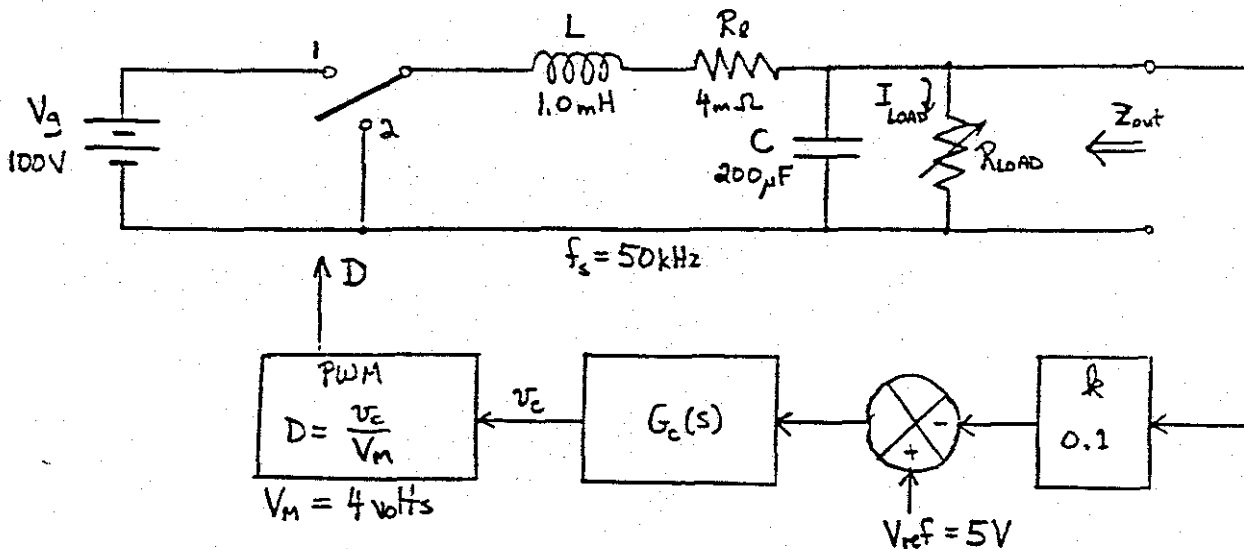 L
R_l
1
1.0mH
4mΩ
I_LOAD
Z_out
Vg
100V
2
C
200μF
R_LOAD
f_s = 50kHz
D
PWM
D = v_c / V_M
v_c
G_c(s)
-
+
k
0.1
V_M = 4 volts
V_ref = 5V